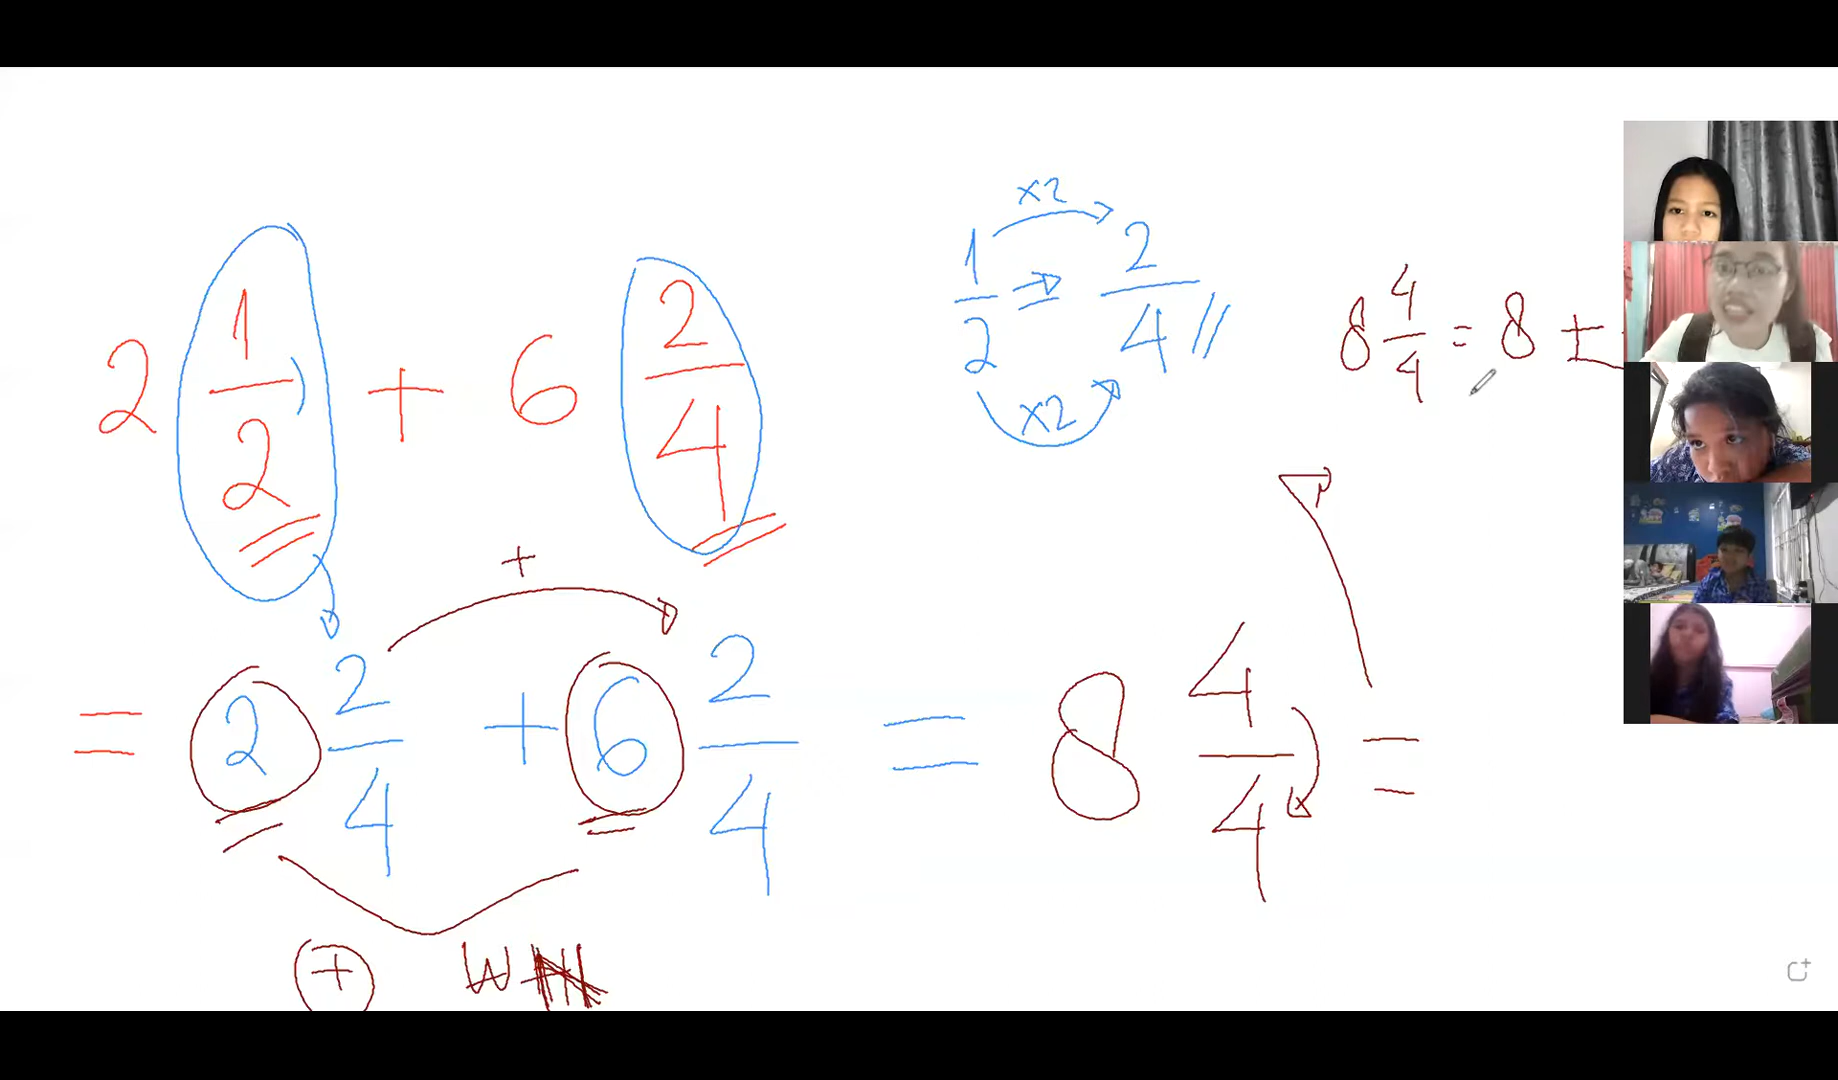 2 1/2 + 6 2/4
×2
1/2 ⇒ 2/4 //
×2
8 4/4 = 8 +
+
= 2 2/4 + 6 2/4 = 8 4/4 =
+ W